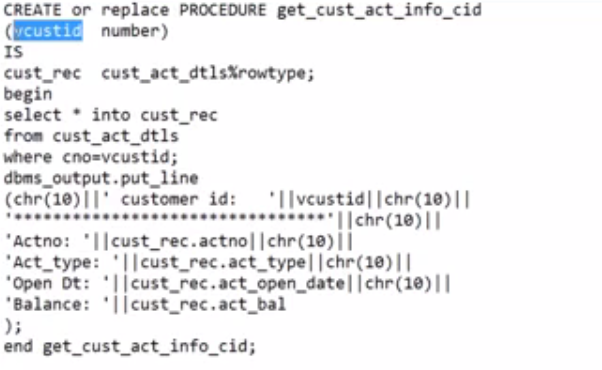 CREATE or replace PROCEDURE get_cust_act_info_cid
(vcustid  number)
IS
cust_rec  cust_act_dtls%rowtype;
begin
select * into cust_rec
from cust_act_dtls
where cno=vcustid;
dbms_output.put_line
(chr(10)||' customer id:   '||vcustid||chr(10)||
'********************************'||chr(10)||
'Actno: '||cust_rec.actno||chr(10)||
'Act_type: '||cust_rec.act_type||chr(10)||
'Open Dt: '||cust_rec.act_open_date||chr(10)||
'Balance: '||cust_rec.act_bal
);
end get_cust_act_info_cid;